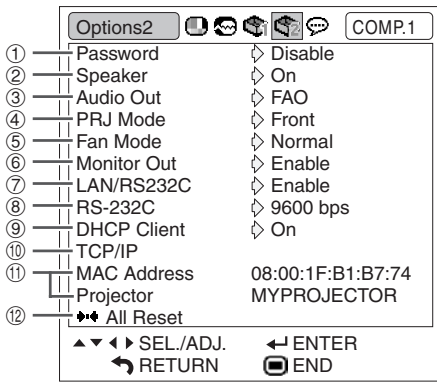 Options2 COMP.1
① Password Disable
② Speaker On
③ Audio Out FAO
④ PRJ Mode Front
⑤ Fan Mode Normal
⑥ Monitor Out Enable
⑦ LAN/RS232C Enable
⑧ RS-232C 9600 bps
⑨ DHCP Client On
⑩ TCP/IP
⑪ MAC Address 08:00:1F:B1:B7:74
Projector MYPROJECTOR
⑫ All Reset
SEL./ADJ. ENTER
RETURN END